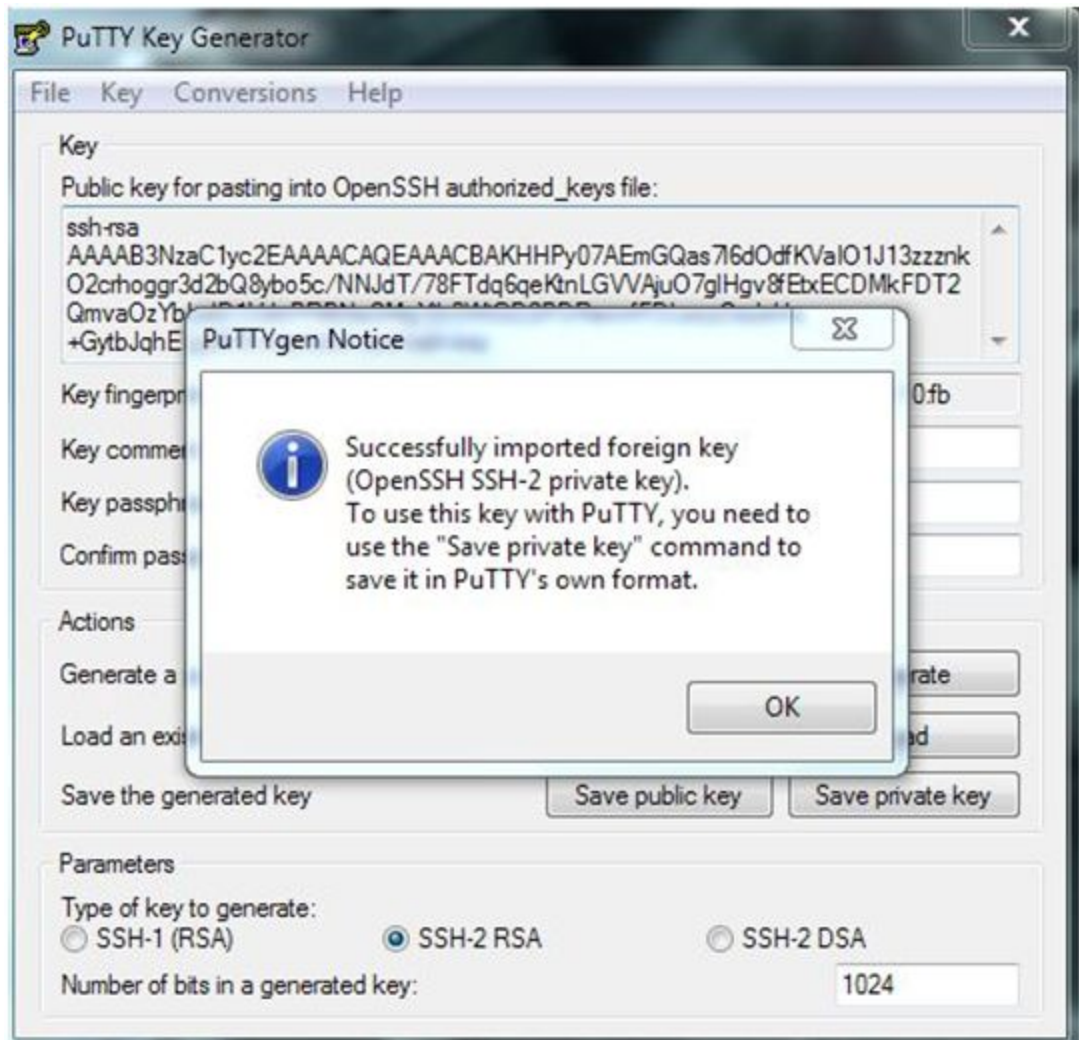 PuTTY Key Generator
File Key Conversions Help
Key
Public key for pasting into OpenSSH authorized_keys file:
ssh-rsa
AAAAB3NzaC1yc2EAAAACAQEAAACBAKHHPy07AEmGQas7l6dOdfKValO1J13zzznk
O2crhoggr3d2bQ8ybo5c/NNJdT/78FTdq6qeKtnLGVVAjuO7glHgv8fEtxECDMkFDT2
QmvaOzYb
+GytbJqhE
PuTTYgen Notice
Key fingerpr
0:fb
Successfully imported foreign key
Key comme
(OpenSSH SSH-2 private key).
Key passphr
To use this key with PuTTY, you need to
use the "Save private key" command to
Confirm pas
save it in PuTTY's own format.
Actions
Generate a
rate
OK
Load an exis
ad
Save the generated key Save public key Save private key
Parameters
Type of key to generate:
SSH-1 (RSA) SSH-2 RSA SSH-2 DSA
Number of bits in a generated key: 1024